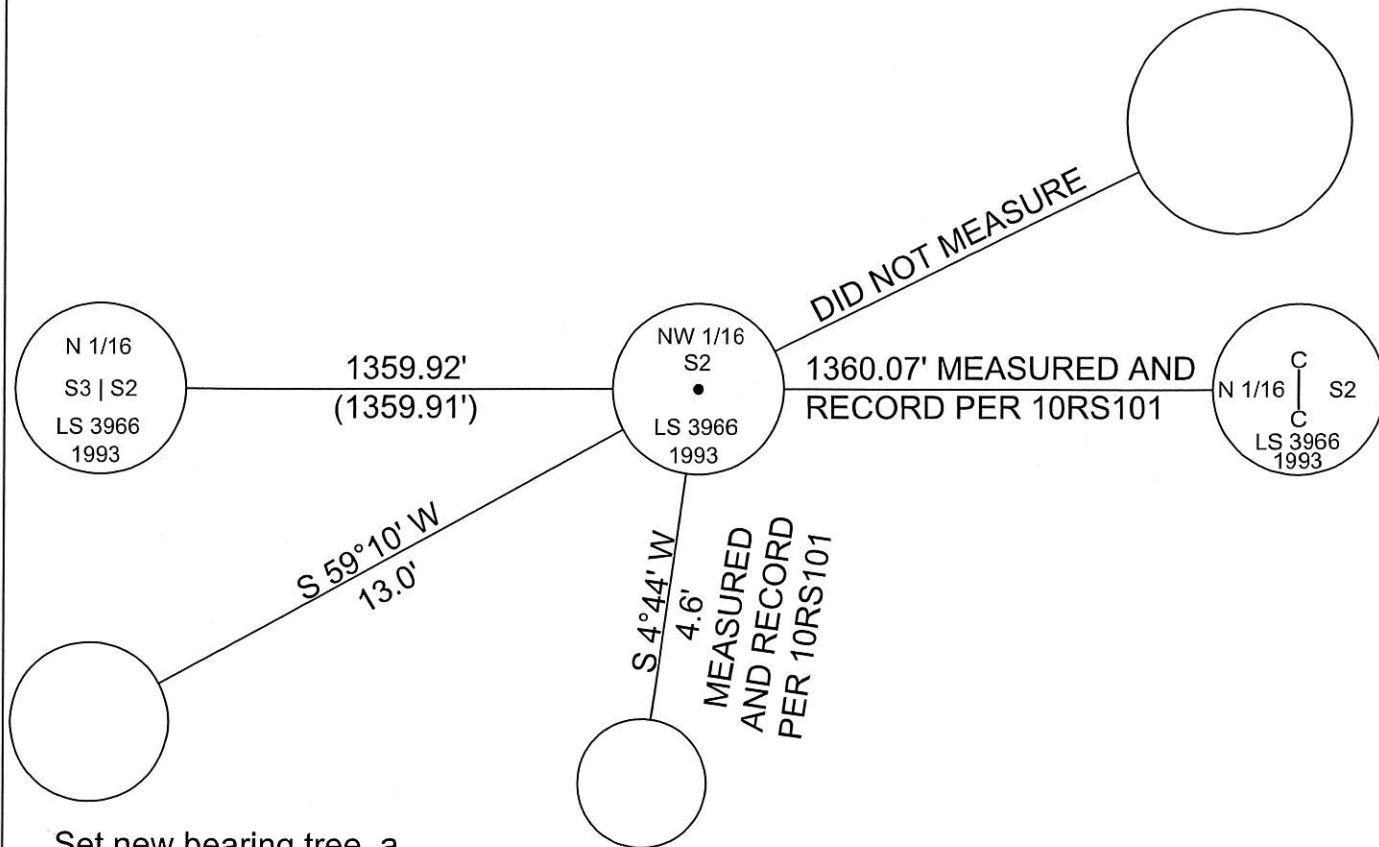 DID NOT MEASURE
N 1/16
S3 | S2
LS 3966
1993
1359.92'
(1359.91')
NW 1/16
S2
LS 3966
1993
1360.07' MEASURED AND
RECORD PER 10RS101
C
N 1/16 | S2
C
LS 3966
1993
S 59°10' W
13.0'
S 4°44' W
4.6'
MEASURED
AND RECORD
PER 10RS101
Set new bearing tree, a